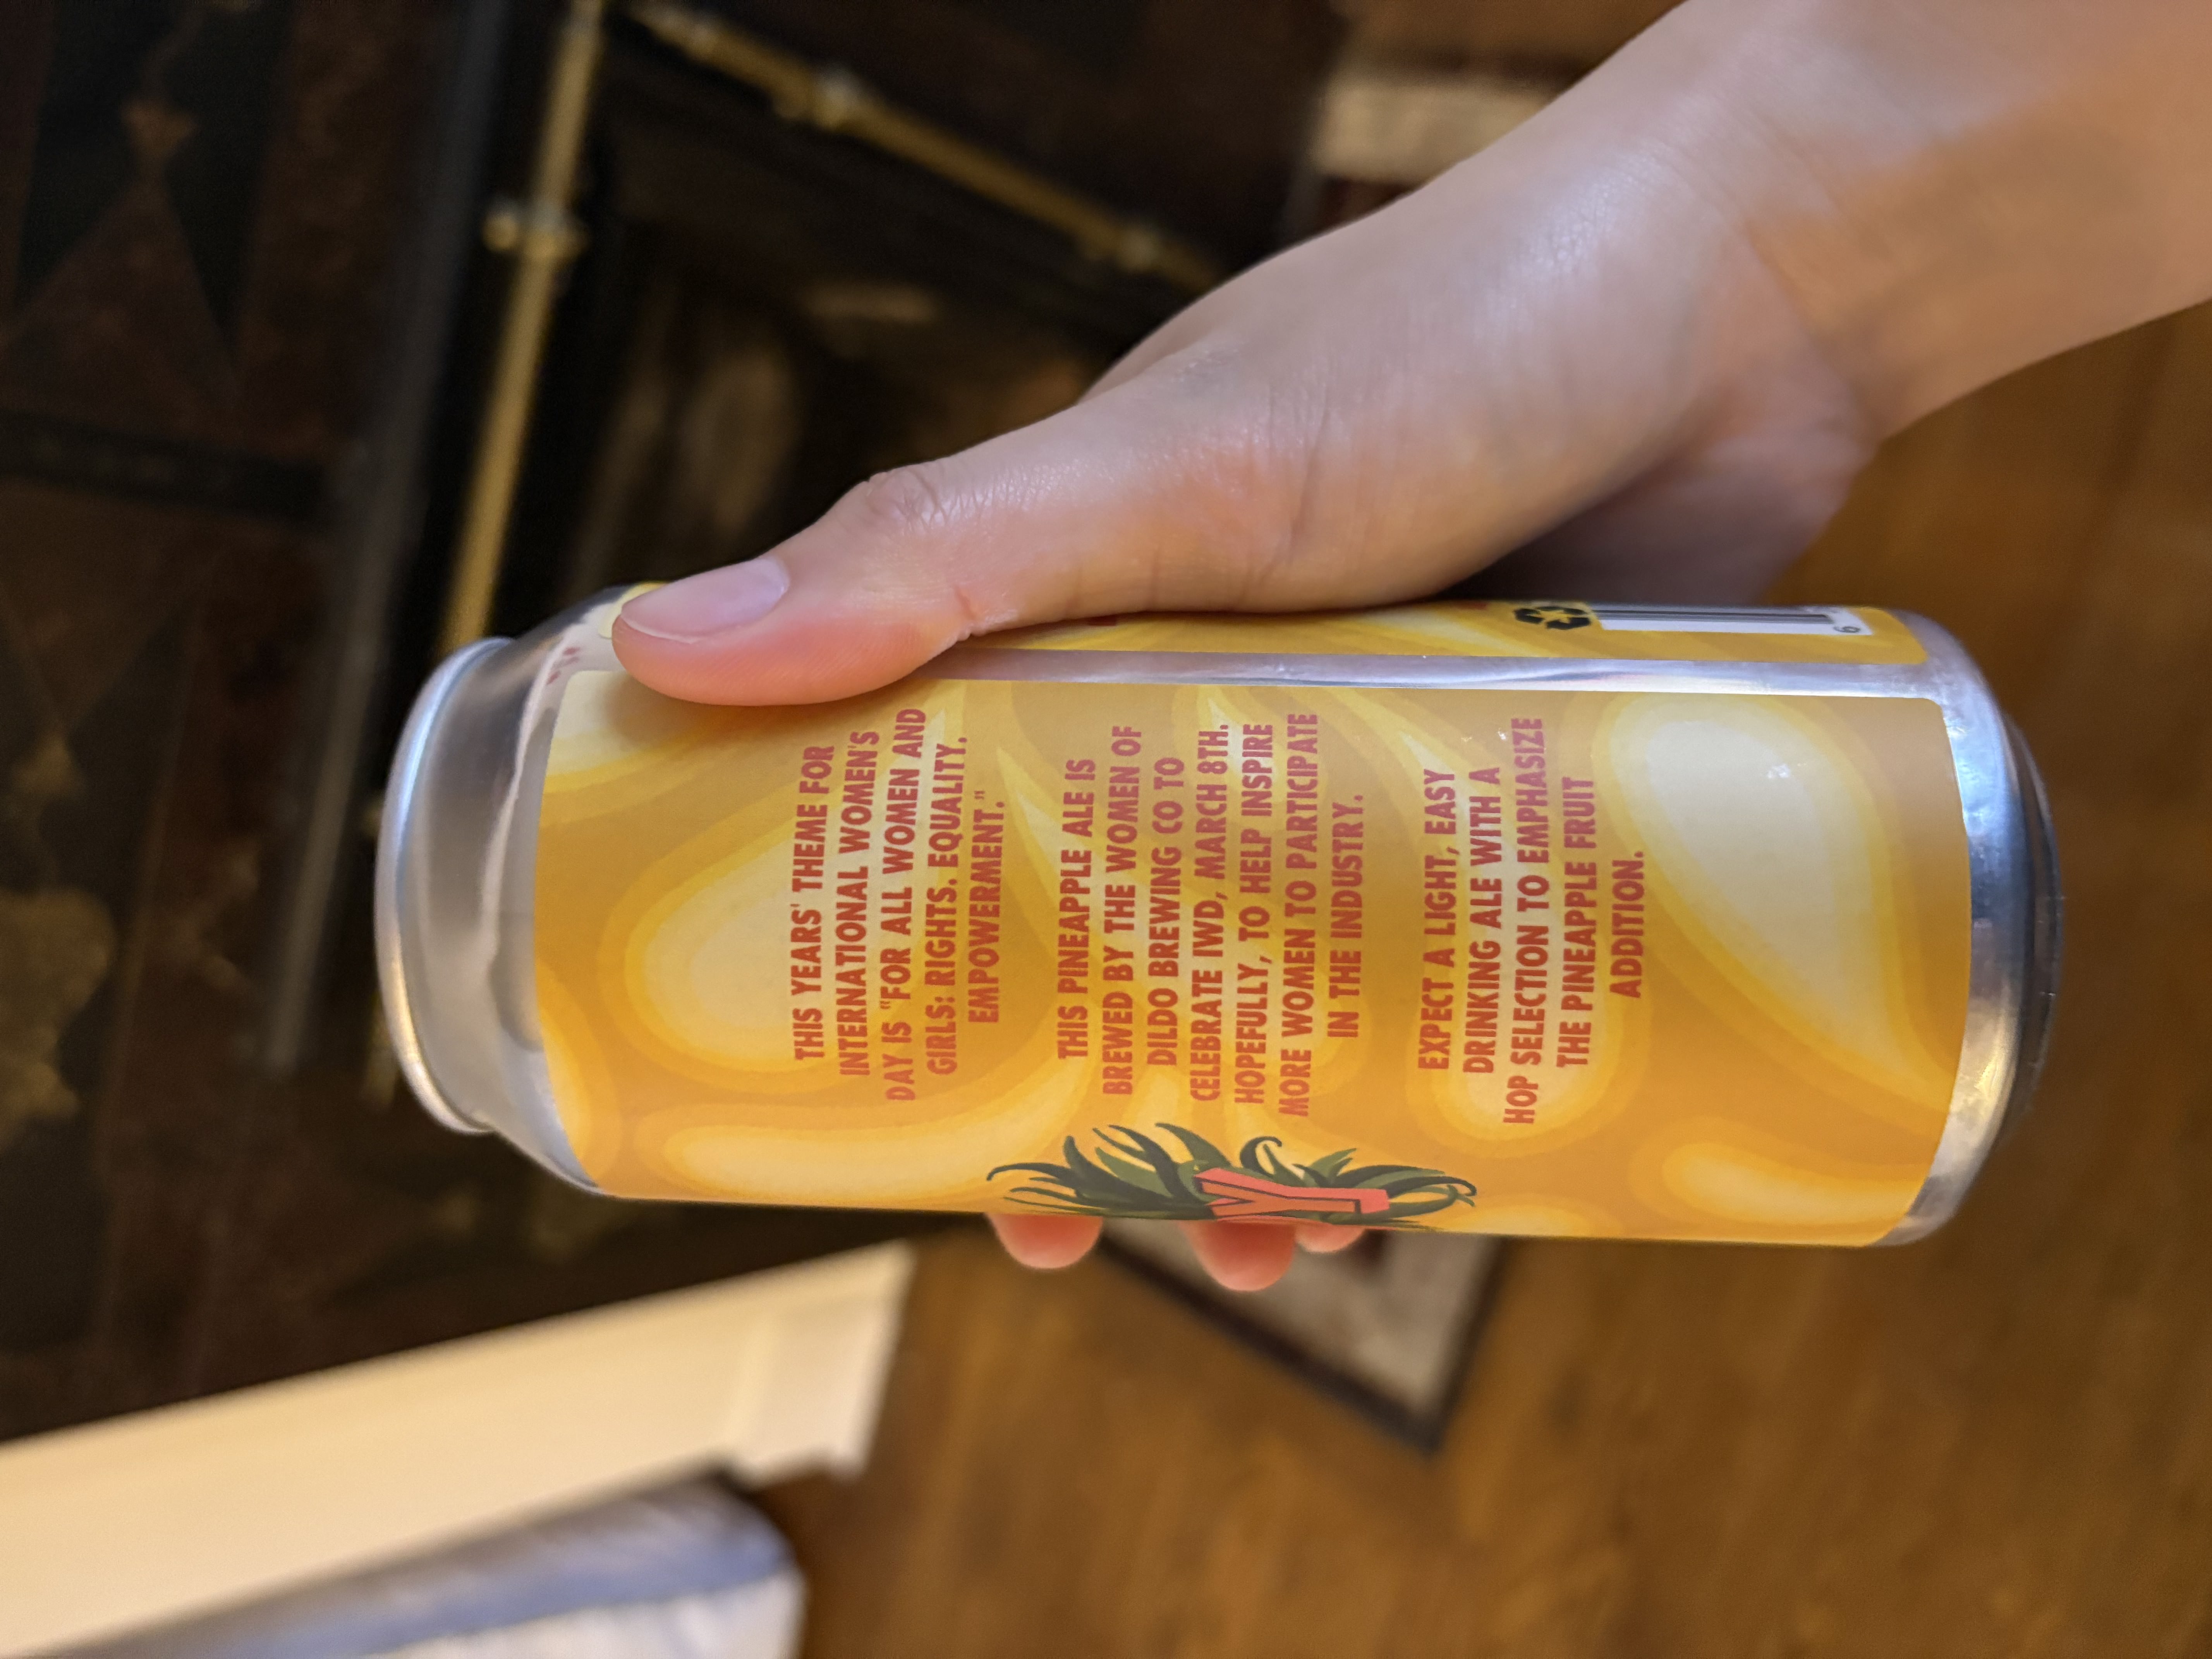 THIS YEARS' THEME FOR
INTERNATIONAL WOMEN'S
DAY IS "FOR ALL WOMEN AND
GIRLS: RIGHTS. EQUALITY.
EMPOWERMENT."
THIS PINEAPPLE ALE IS
BREWED BY THE WOMEN OF
DILDO BREWING CO TO
CELEBRATE IWD, MARCH 8TH.
HOPEFULLY, TO HELP INSPIRE
MORE WOMEN TO PARTICIPATE
IN THE INDUSTRY.
EXPECT A LIGHT, EASY
DRINKING ALE WITH A
HOP SELECTION TO EMPHASIZE
THE PINEAPPLE FRUIT
ADDITION.
Y
6